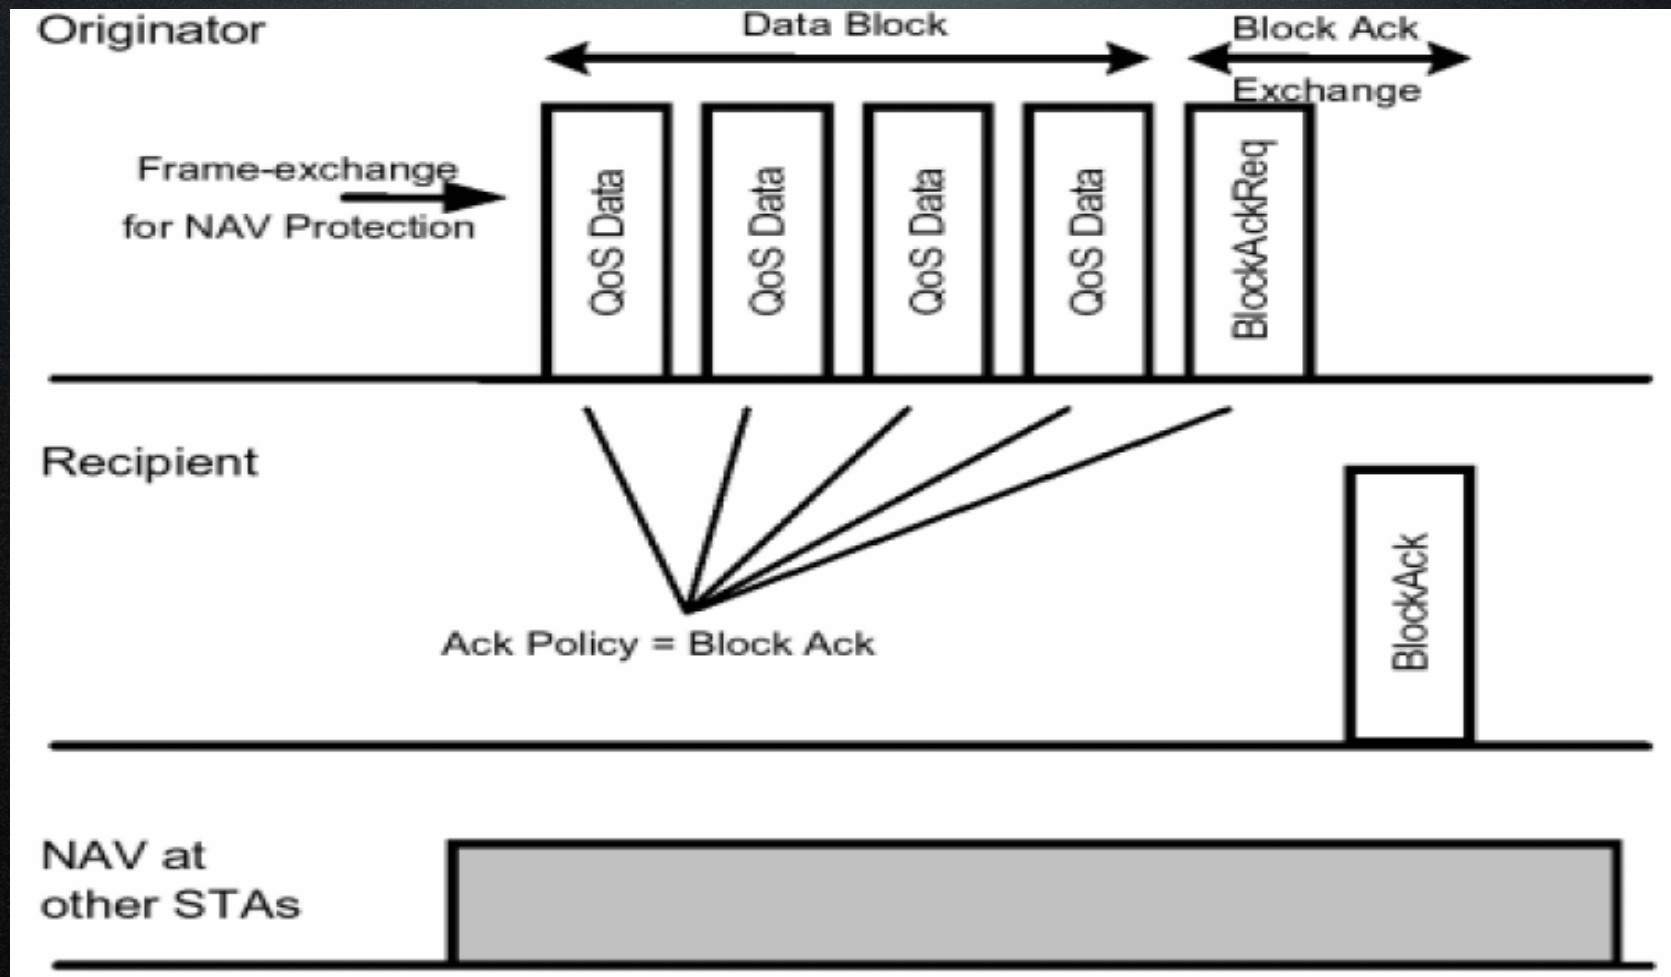 Originator
Data Block
Block Ack
Exchange
Frame-exchange
for NAV Protection
QoS Data
QoS Data
QoS Data
QoS Data
BlockAckReq
Recipient
Ack Policy = Block Ack
BlockAck
NAV at
other STAs